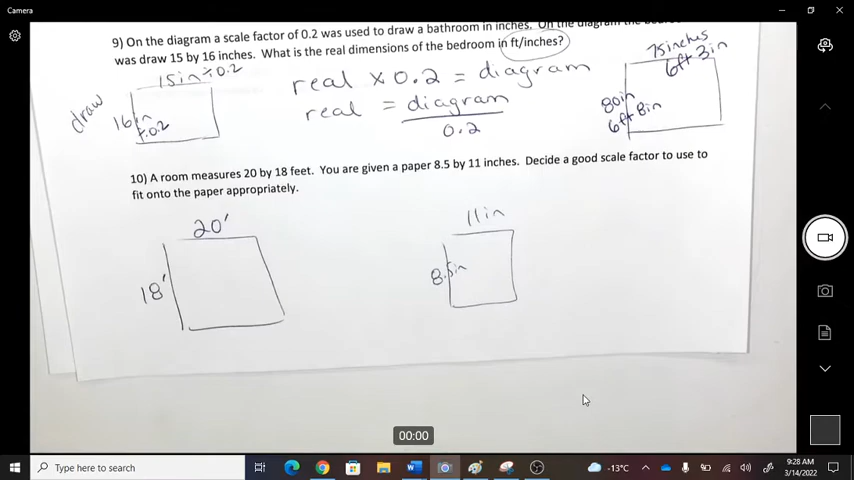 Camera
9) On the diagram a scale factor of 0.2 was used to draw a bathroom in inches. On the diagram the
was draw 15 by 16 inches. What is the real dimensions of the bedroom in ft/inches?
15in ÷0.2
draw
16in
÷0.2
real × 0.2 = diagram
real = diagram
0.2
75inches
6ft 3in
80in
6ft 8in
10) A room measures 20 by 18 feet. You are given a paper 8.5 by 11 inches. Decide a good scale factor to use to
fit onto the paper appropriately.
20'
18'
11in
8.5in
00:00
Type here to search
-13°C
9:28 AM
3/14/2022